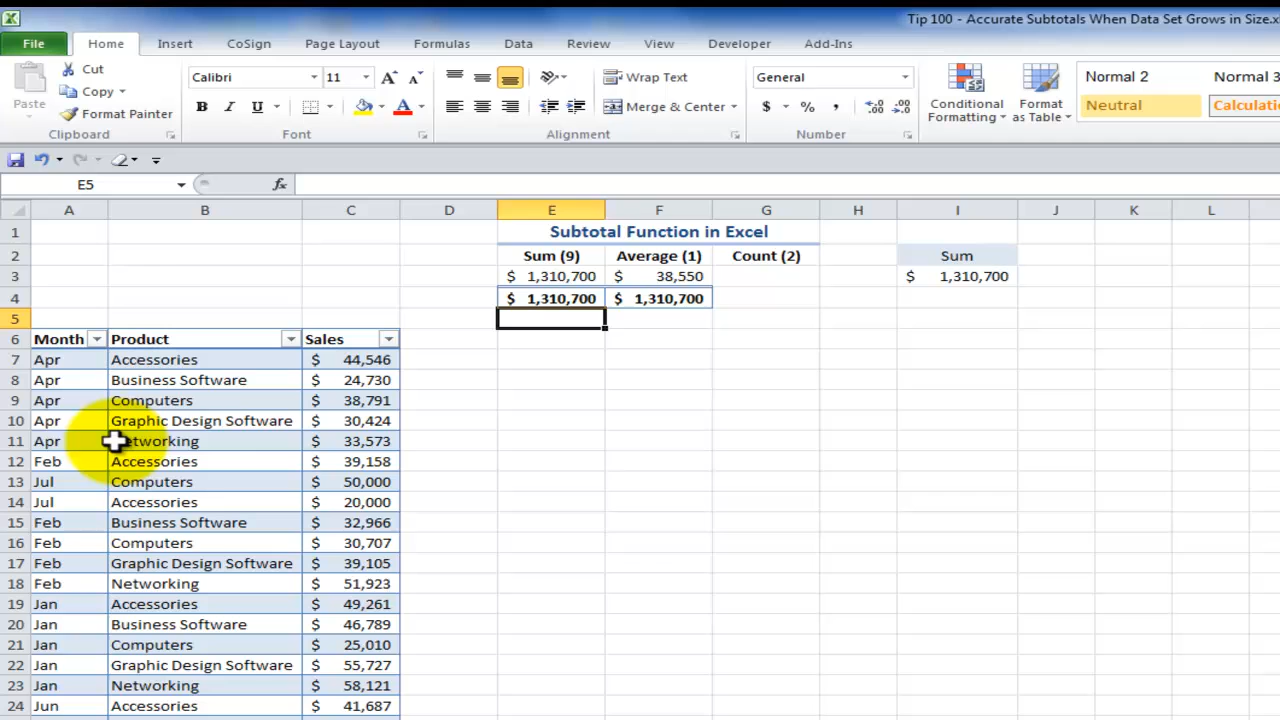 Tip 100 - Accurate Subtotals When Data Set Grows in Size.x
File Home Insert CoSign Page Layout Formulas Data Review View Developer Add-Ins
Paste Cut Copy Format Painter
Calibri 11 B I U A
Wrap Text Merge & Center
General $ % ,
Conditional Formatting Format as Table
Normal 2 Normal 3
Neutral Calculatio
Clipboard Font Alignment Number
E5 fx
A B C D E F G H I J K L
1 Subtotal Function in Excel
2 Sum (9) Average (1) Count (2) Sum
3 $ 1,310,700 $ 38,550 $ 1,310,700
4 $ 1,310,700 $ 1,310,700
5
6 Month Product Sales
7 Apr Accessories $ 44,546
8 Apr Business Software $ 24,730
9 Apr Computers $ 38,791
10 Apr Graphic Design Software $ 30,424
11 Apr Networking $ 33,573
12 Feb Accessories $ 39,158
13 Jul Computers $ 50,000
14 Jul Accessories $ 20,000
15 Feb Business Software $ 32,966
16 Feb Computers $ 30,707
17 Feb Graphic Design Software $ 39,105
18 Feb Networking $ 51,923
19 Jan Accessories $ 49,261
20 Jan Business Software $ 46,789
21 Jan Computers $ 25,010
22 Jan Graphic Design Software $ 55,727
23 Jan Networking $ 58,121
24 Jun Accessories $ 41,687